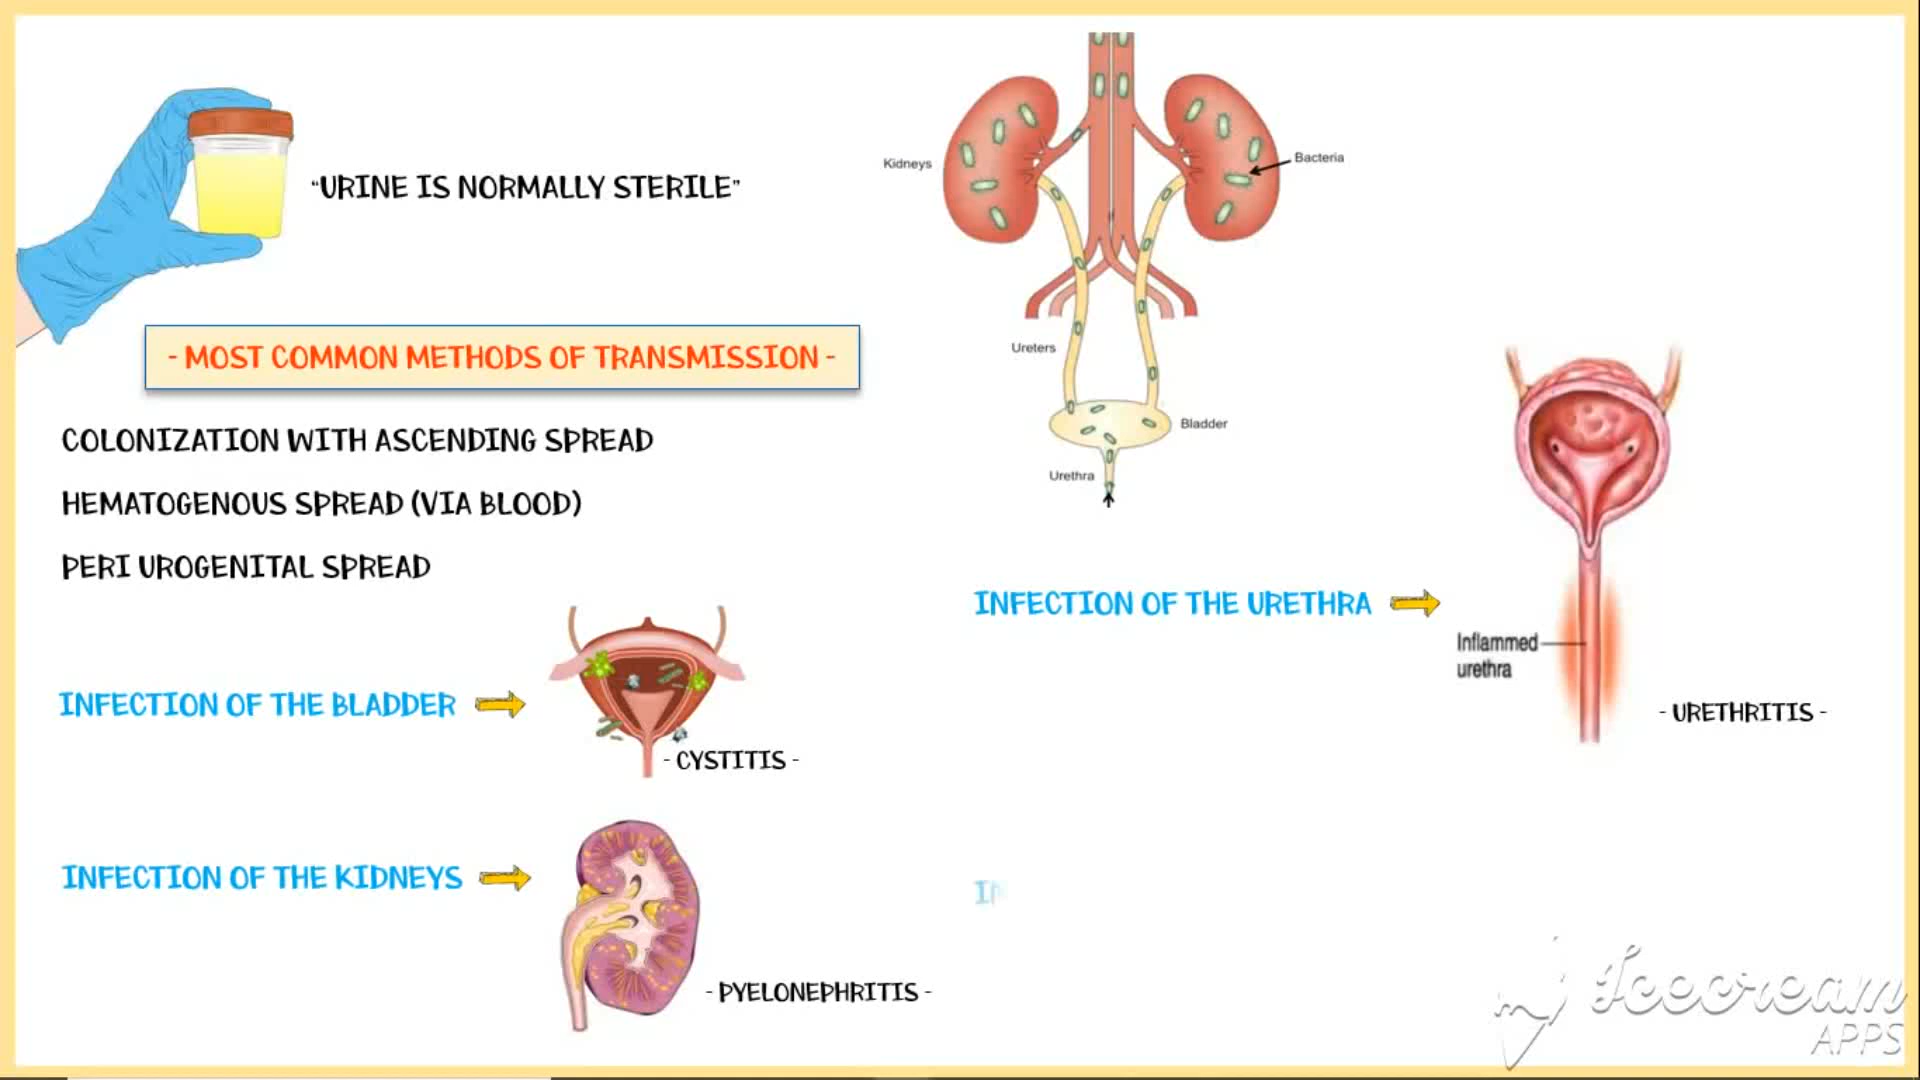 “URINE IS NORMALLY STERILE”
- MOST COMMON METHODS OF TRANSMISSION -
COLONIZATION WITH ASCENDING SPREAD
HEMATOGENOUS SPREAD (VIA BLOOD)
PERI UROGENITAL SPREAD
INFECTION OF THE BLADDER
- CYSTITIS -
INFECTION OF THE KIDNEYS
- PYELONEPHRITIS -
Kidneys
Bacteria
Ureters
Bladder
Urethra
INFECTION OF THE URETHRA
Inflammed
urethra
- URETHRITIS -
Icecream
APPS